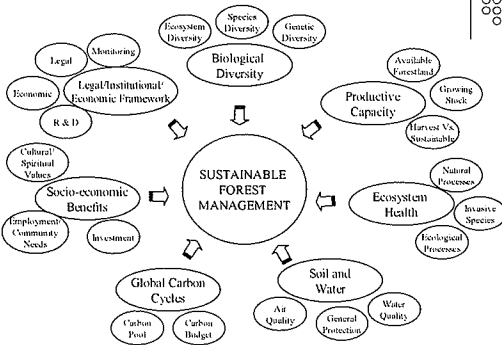 Ecosystem
Diversity
Species
Diversity
Genetic
Diversity
Biological
Diversity
Legal
Monitoring
Economic
Legal/Institutional/
Economic Framework
R & D
Available
Forestland
Productive
Capacity
Growing
Stock
Harvest Vs.
Sustainable
Cultural/
Spiritual
Values
Socio-economic
Benefits
Employment/
Community
Needs
Investment
SUSTAINABLE
FOREST
MANAGEMENT
Natural
Processes
Ecosystem
Health
Invasive
Species
Ecological
Processes
Global Carbon
Cycles
Carbon
Pool
Carbon
Budget
Soil and
Water
Air
Quality
General
Protection
Water
Quality